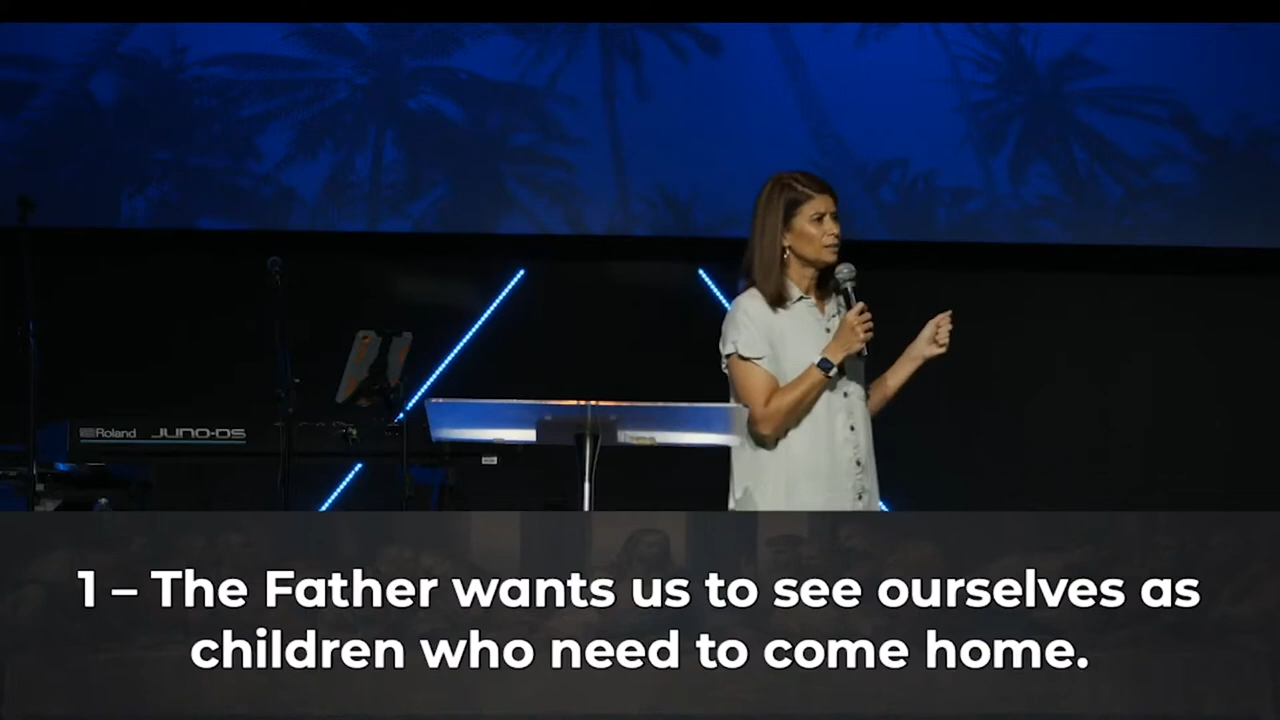 Roland JUNO-DS
1 – The Father wants us to see ourselves as
children who need to come home.